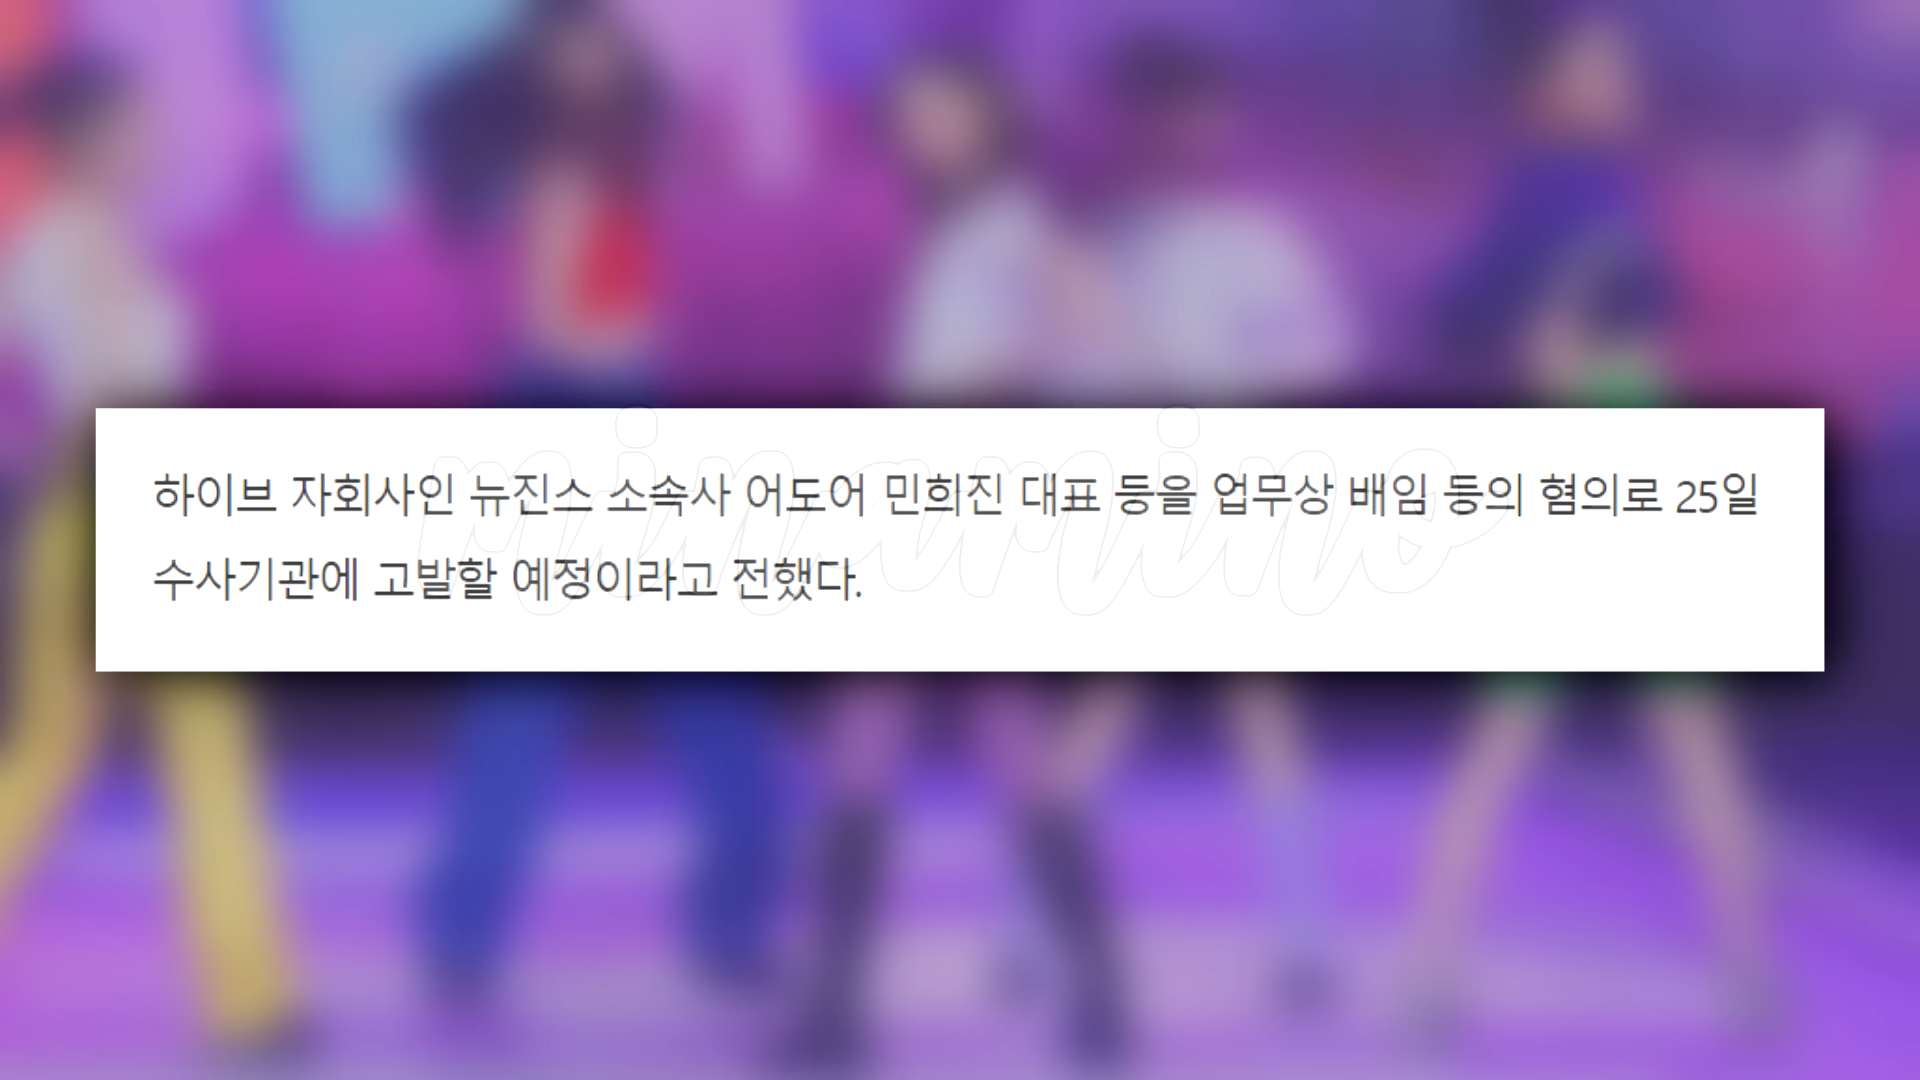 하이브 자회사인 뉴진스 소속사 어도어 민희진 대표 등을 업무상 배임 등의 혐의로 25일
수사기관에 고발할 예정이라고 전했다.
minamino